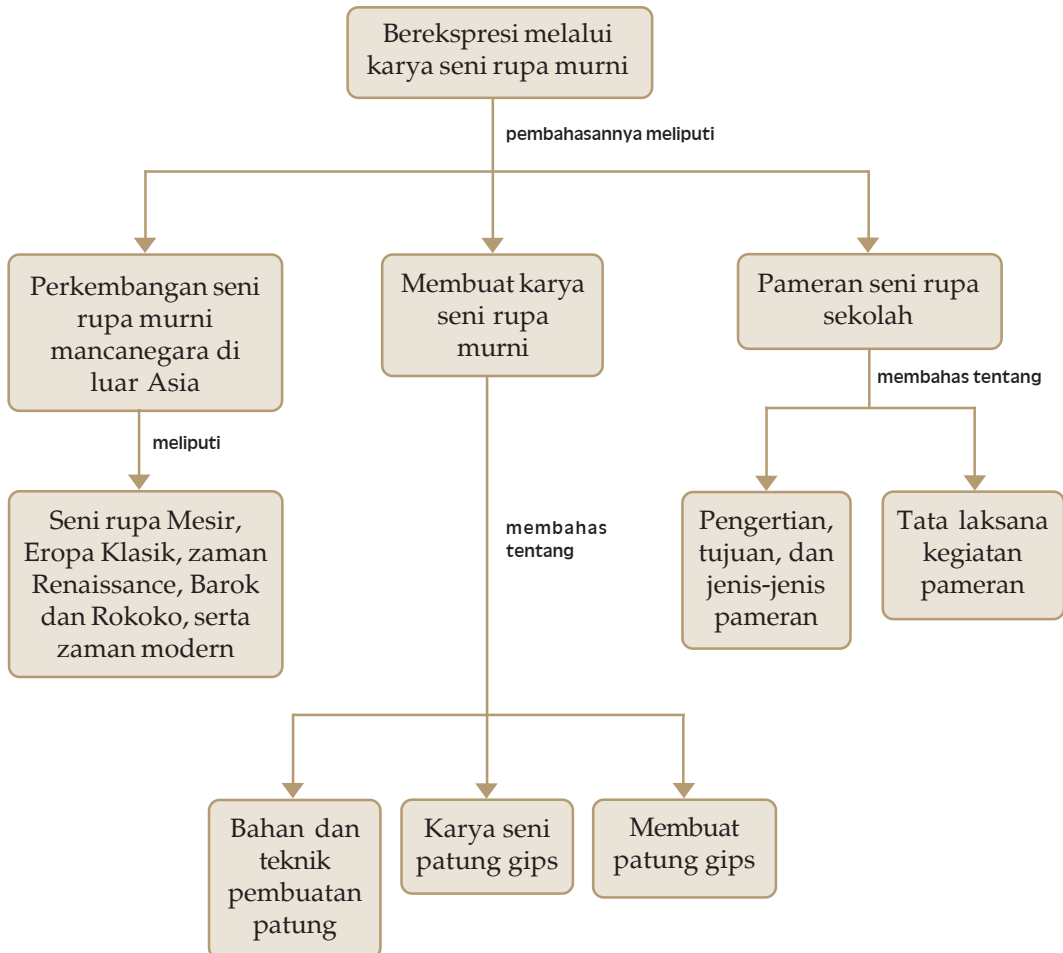 Berekspresi melalui
karya seni rupa murni
pembahasannya meliputi
Perkembangan seni
rupa murni
mancanegara di
luar Asia
Membuat karya
seni rupa
murni
Pameran seni rupa
sekolah
meliputi
membahas tentang
Seni rupa Mesir,
Eropa Klasik, zaman
Renaissance, Barok
dan Rokoko, serta
zaman modern
membahas
tentang
Pengertian,
tujuan, dan
jenis-jenis
pameran
Tata laksana
kegiatan
pameran
Bahan dan
teknik
pembuatan
patung
Karya seni
patung gips
Membuat
patung gips